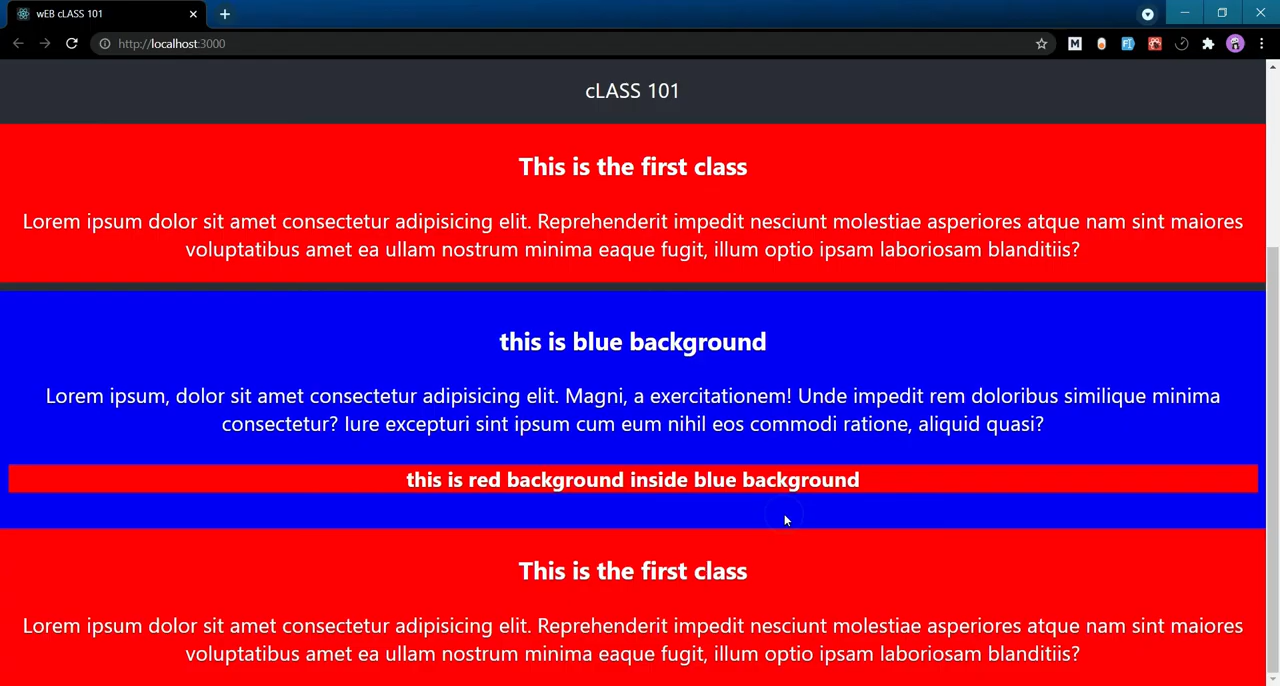 wEB cLASS 101
http://localhost:3000
cLASS 101
This is the first class
Lorem ipsum dolor sit amet consectetur adipisicing elit. Reprehenderit impedit nesciunt molestiae asperiores atque nam sint maiores
voluptatibus amet ea ullam nostrum minima eaque fugit, illum optio ipsam laboriosam blanditiis?
this is blue background
Lorem ipsum, dolor sit amet consectetur adipisicing elit. Magni, a exercitationem! Unde impedit rem doloribus similique minima
consectetur? Iure excepturi sint ipsum cum eum nihil eos commodi ratione, aliquid quasi?
this is red background inside blue background
This is the first class
Lorem ipsum dolor sit amet consectetur adipisicing elit. Reprehenderit impedit nesciunt molestiae asperiores atque nam sint maiores
voluptatibus amet ea ullam nostrum minima eaque fugit, illum optio ipsam laboriosam blanditiis?